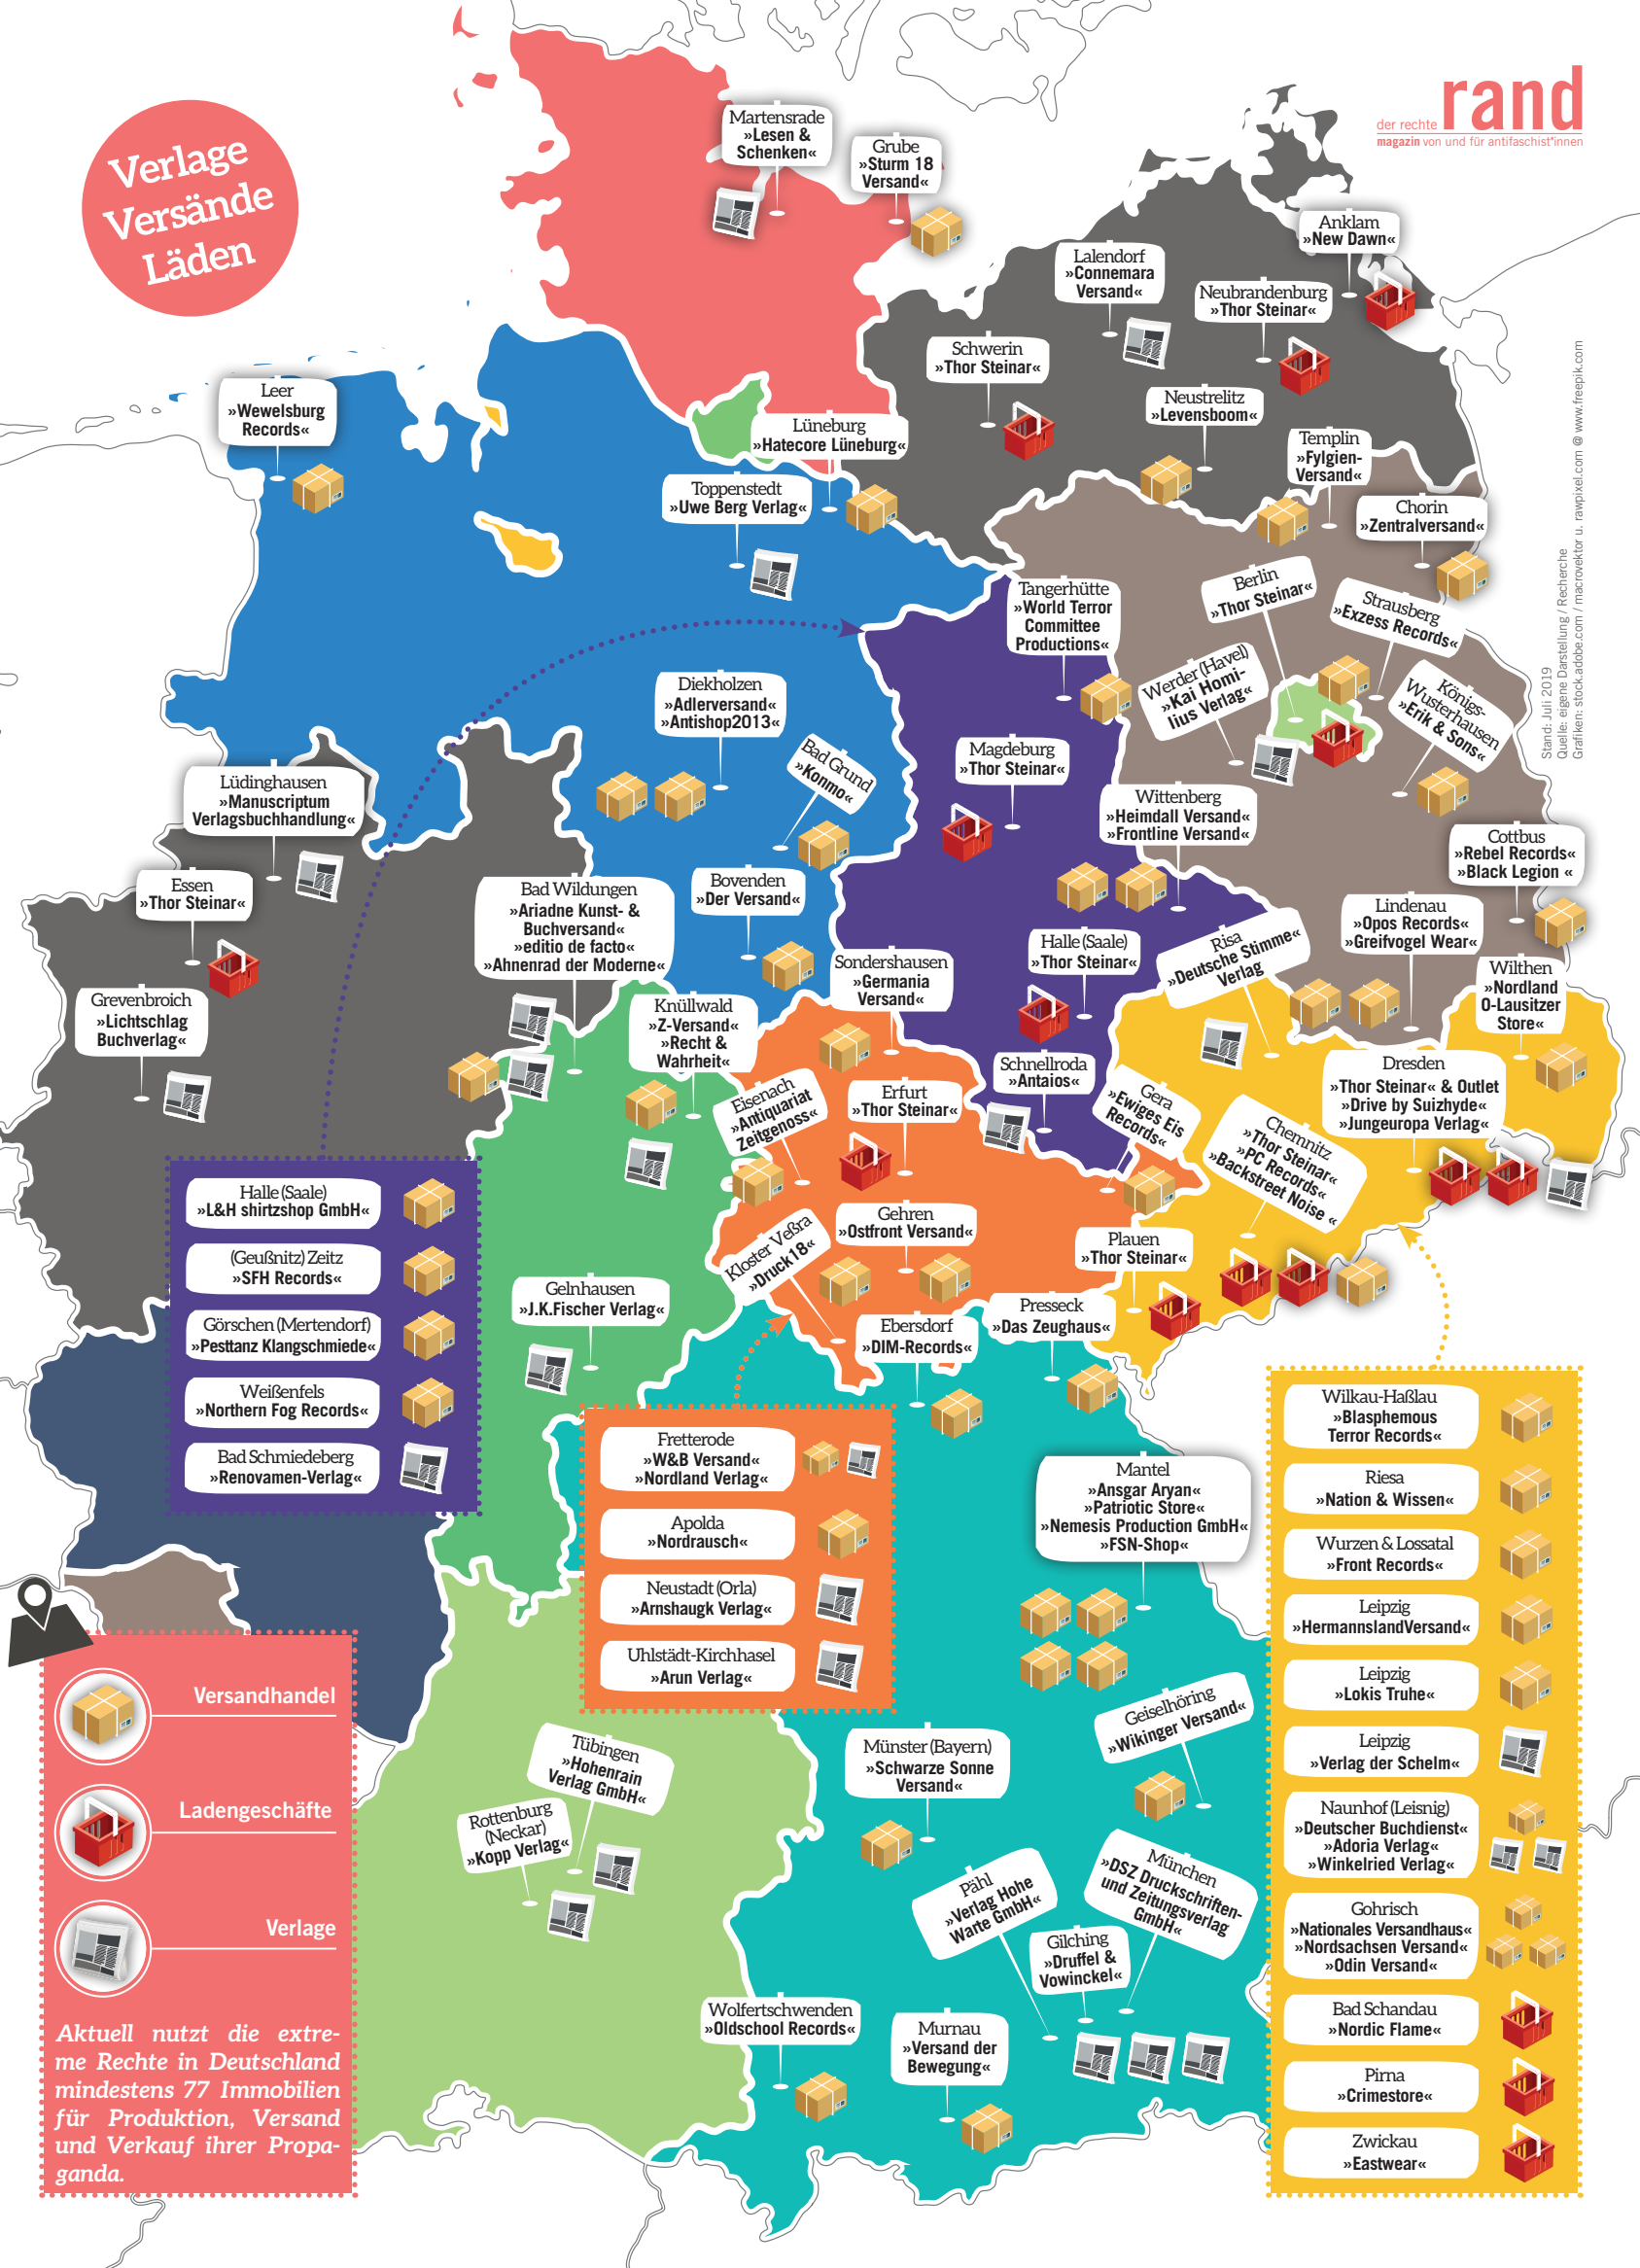 Verlage
Versände
Läden
der rechte rand
magazin von und für antifaschist*innen
Martensrade
»Lesen &
Schenken«
Grube
»Sturm 18
Versand«
Anklam
»New Dawn«
Lalendorf
»Connemara
Versand«
Neubrandenburg
»Thor Steinar«
Schwerin
»Thor Steinar«
Neustrelitz
»Levensboom«
Leer
»Wewelsburg
Records«
Lüneburg
»Hatecore Lüneburg«
Templin
»Fylgien-
Versand«
Toppenstedt
»Uwe Berg Verlag«
Chorin
»Zentralversand«
Tangerhütte
»World Terror
Committee
Productions«
Berlin
»Thor Steinar«
Strausberg
»Exzess Records«
Werder (Havel)
»Kai Homi-
lius Verlag«
Königs-
Wusterhausen
»Erik & Sons«
Stand: Juli 2019
Quelle: eigene Darstellung / Recherche
Grafiken: stock.adobe.com / macrovektor u. rawpixel.com @ www.freepik.com
Diekholzen
»Adlerversand«
»Antishop2013«
Bad Grund
»Konmo«
Magdeburg
»Thor Steinar«
Wittenberg
»Heimdall Versand«
»Frontline Versand«
Lüdinghausen
»Manuscriptum
Verlagsbuchhandlung«
Cottbus
»Rebel Records«
»Black Legion «
Essen
»Thor Steinar«
Bad Wildungen
»Ariadne Kunst- &
Buchversand«
»editio de facto«
»Ahnenrad der Moderne«
Bovenden
»Der Versand«
Lindenau
»Opos Records«
»Greifvogel Wear«
Halle (Saale)
»Thor Steinar«
Risa
»Deutsche Stimme«
Verlag
Sondershausen
»Germania
Versand«
Wilthen
»Nordland
O-Lausitzer
Store«
Grevenbroich
»Lichtschlag
Buchverlag«
Knüllwald
»Z-Versand«
»Recht &
Wahrheit«
Schnellroda
»Antaios«
Dresden
»Thor Steinar« & Outlet
»Drive by Suizhyde«
»Jungeuropa Verlag«
Eisenach
»Antiquariat
Zeitgenoss«
Erfurt
»Thor Steinar«
Gera
»Ewiges Eis
Records«
Chemnitz
»Thor Steinar«
»PC Records«
»Backstreet Noise «
Halle (Saale)
»L&H shirtzshop GmbH«
(Geußnitz) Zeitz
»SFH Records«
Görschen (Mertendorf)
»Pesttanz Klangschmiede«
Weißenfels
»Northern Fog Records«
Bad Schmiedeberg
»Renovamen-Verlag«
Kloster Veßra
»Druck18«
Gehren
»Ostfront Versand«
Plauen
»Thor Steinar«
Gelnhausen
»J.K.Fischer Verlag«
Ebersdorf
»DIM-Records«
Presseck
»Das Zeughaus«
Fretterode
»W&B Versand«
»Nordland Verlag«
Apolda
»Nordrausch«
Neustadt (Orla)
»Arnshaugk Verlag«
Uhlstädt-Kirchhasel
»Arun Verlag«
Mantel
»Ansgar Aryan«
»Patriotic Store«
»Nemesis Production GmbH«
»FSN-Shop«
Wilkau-Haßlau
»Blasphemous
Terror Records«
Riesa
»Nation & Wissen«
Wurzen & Lossatal
»Front Records«
Leipzig
»HermannslandVersand«
Leipzig
»Lokis Truhe«
Leipzig
»Verlag der Schelm«
Naunhof (Leisnig)
»Deutscher Buchdienst«
»Adoria Verlag«
»Winkelried Verlag«
Gohrisch
»Nationales Versandhaus«
»Nordsachsen Versand«
»Odin Versand«
Bad Schandau
»Nordic Flame«
Pirna
»Crimestore«
Zwickau
»Eastwear«
Geiselhöring
»Wikinger Versand«
Münster (Bayern)
»Schwarze Sonne
Versand«
Tübingen
»Hohenrain
Verlag GmbH«
Rottenburg
(Neckar)
»Kopp Verlag«
Pähl
»Verlag Hohe
Warte GmbH«
München
»DSZ Druckschriften-
und Zeitungsverlag
GmbH«
Gilching
»Druffel &
Vowinckel«
Wolfertschwenden
»Oldschool Records«
Murnau
»Versand der
Bewegung«
Versandhandel
Ladengeschäfte
Verlage
Aktuell nutzt die extre-
me Rechte in Deutschland
mindestens 77 Immobilien
für Produktion, Versand
und Verkauf ihrer Propa-
ganda.